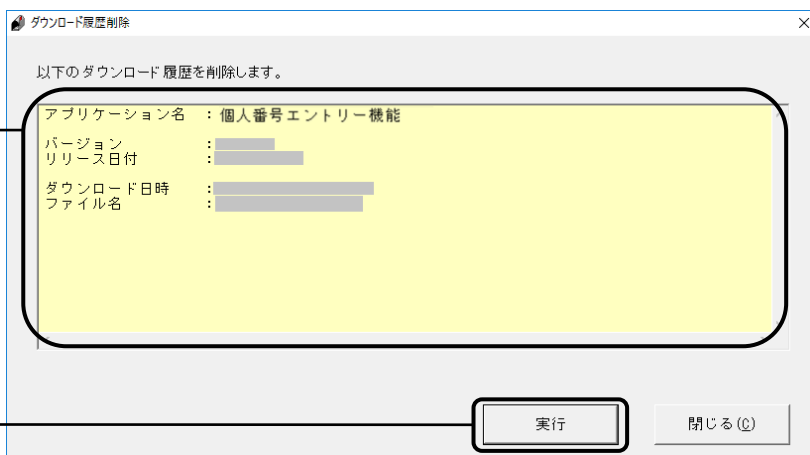 ダウンロード履歴削除
以下のダウンロード履歴を削除します。
アプリケーション名 ：個人番号エントリー機能
バージョン ：
リリース日付 ：
ダウンロード日時 ：
ファイル名 ：
実行
閉じる(C)